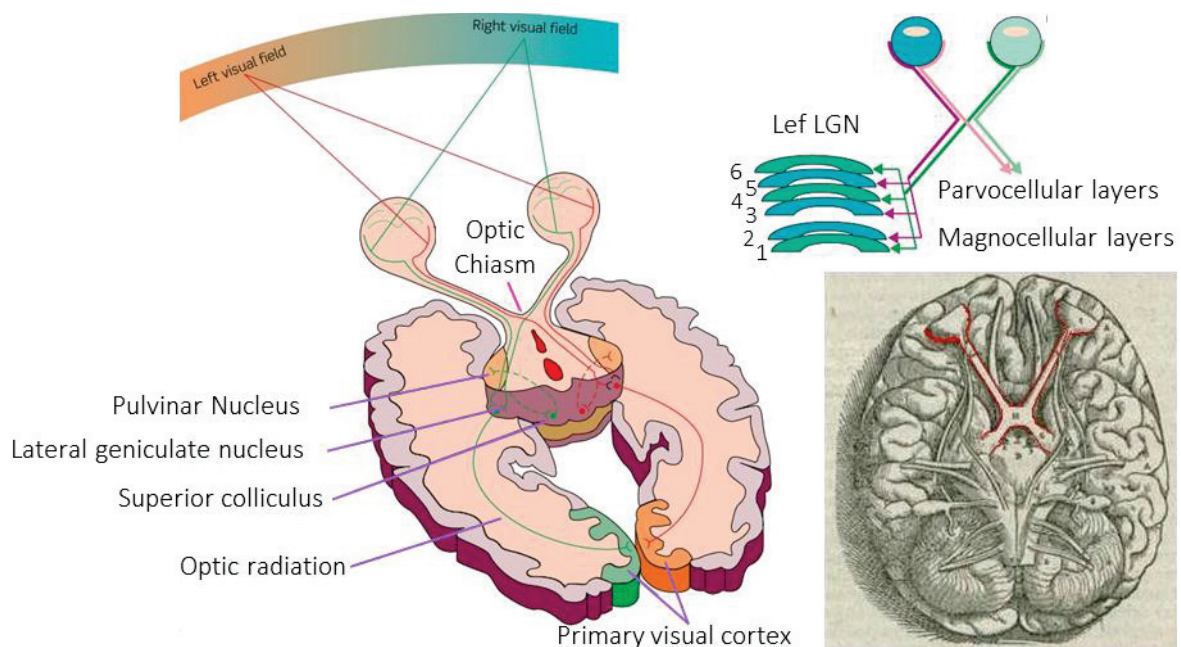 Left visual field
Right visual field
Optic
Chiasm
Pulvinar Nucleus
Lateral geniculate nucleus
Superior colliculus
Optic radiation
Primary visual cortex
Lef LGN
6
5
4
3
2
1
Parvocellular layers
Magnocellular layers